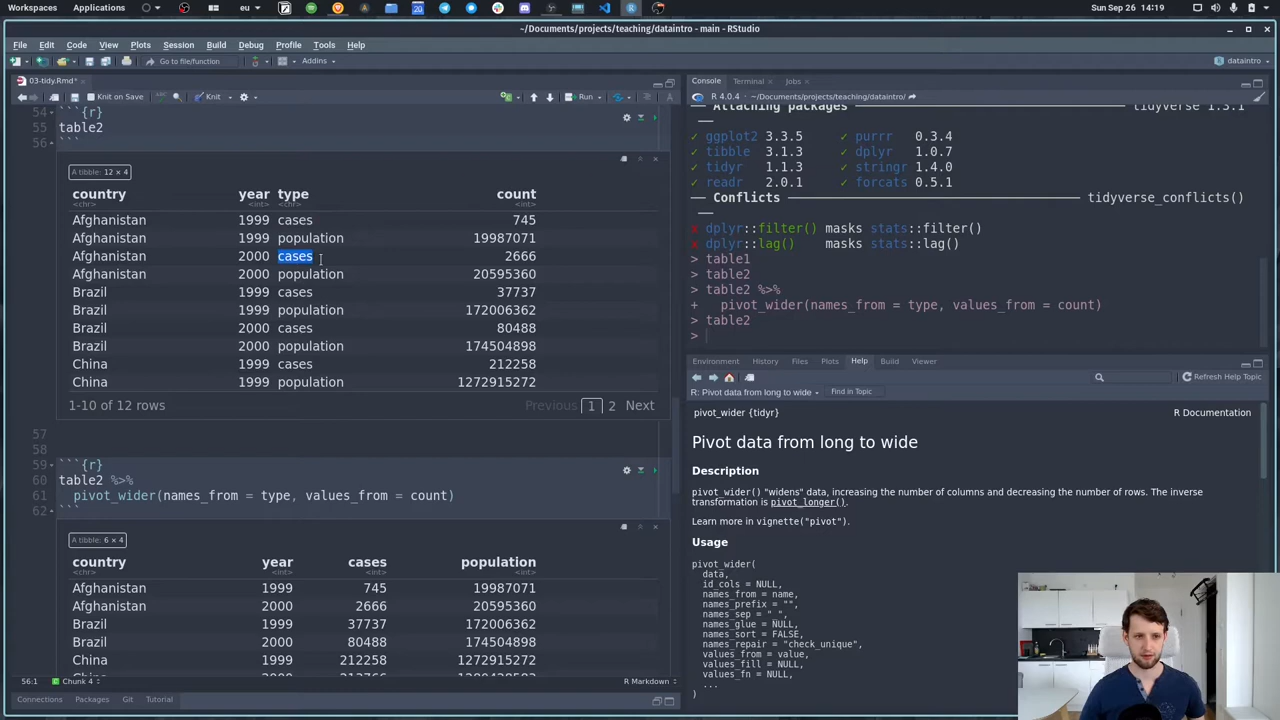 Workspaces Applications eu Sun Sep 26 14:19
~/Documents/projects/teaching/dataintro - main - RStudio
File Edit Code View Plots Session Build Debug Profile Tools Help
Go to file/function Addins dataintro
03-tidy.Rmd*
Knit on Save Knit Run
54 ```{r}
55 table2
56 ```
A tibble: 12 × 4
country year type count
<chr> <int> <chr> <int>
Afghanistan 1999 cases 745
Afghanistan 1999 population 19987071
Afghanistan 2000 cases 2666
Afghanistan 2000 population 20595360
Brazil 1999 cases 37737
Brazil 1999 population 172006362
Brazil 2000 cases 80488
Brazil 2000 population 174504898
China 1999 cases 212258
China 1999 population 1272915272
1-10 of 12 rows Previous 1 2 Next
57
58
59 ```{r}
60 table2 %>%
61 pivot_wider(names_from = type, values_from = count)
62 ```
A tibble: 6 × 4
country year cases population
<chr> <int> <int> <int>
Afghanistan 1999 745 19987071
Afghanistan 2000 2666 20595360
Brazil 1999 37737 172006362
Brazil 2000 80488 174504898
China 1999 212258 1272915272
56:1 Chunk 4 R Markdown
Connections Packages Git Tutorial
Console Terminal Jobs
R 4.0.4 · ~/Documents/projects/teaching/dataintro/
── Attaching packages tidyverse 1.3.1
──
✓ ggplot2 3.3.5 ✓ purrr 0.3.4
✓ tibble 3.1.3 ✓ dplyr 1.0.7
✓ tidyr 1.1.3 ✓ stringr 1.4.0
✓ readr 2.0.1 ✓ forcats 0.5.1
── Conflicts ────────── tidyverse_conflicts()
──
x dplyr::filter() masks stats::filter()
x dplyr::lag() masks stats::lag()
> table1
> table2
> table2 %>%
+ pivot_wider(names_from = type, values_from = count)
> table2
>
Environment History Files Plots Help Build Viewer
Refresh Help Topic
R: Pivot data from long to wide Find in Topic
pivot_wider {tidyr} R Documentation
Pivot data from long to wide
Description
pivot_wider() "widens" data, increasing the number of columns and decreasing the number of rows. The inverse
transformation is pivot_longer().
Learn more in vignette("pivot").
Usage
pivot_wider(
data,
id_cols = NULL,
names_from = name,
names_prefix = "",
names_sep = "_",
names_glue = NULL,
names_sort = FALSE,
names_repair = "check_unique",
values_from = value,
values_fill = NULL,
values_fn = NULL,
...
)